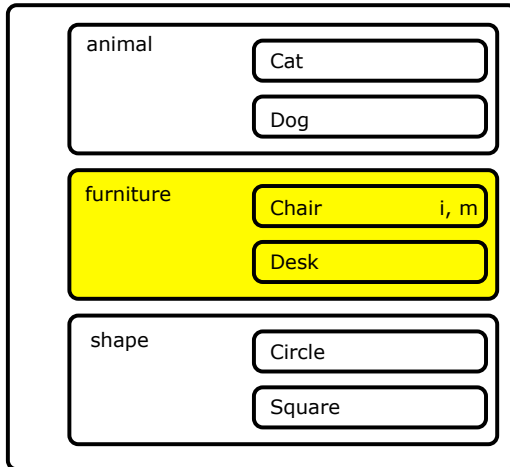 animal
Cat
Dog
furniture
Chair i, m
Desk
shape
Circle
Square